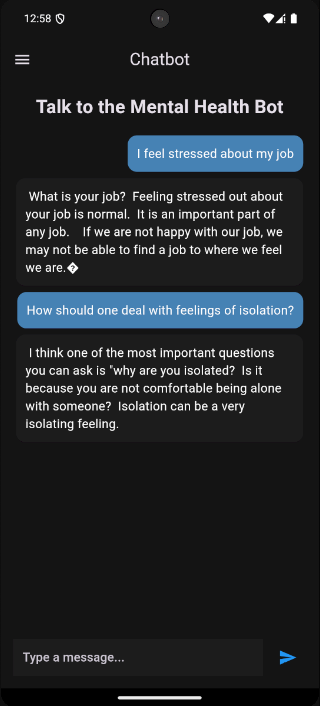 12:58
Chatbot
Talk to the Mental Health Bot
I feel stressed about my job
What is your job?  Feeling stressed out about
your job is normal.  It is an important part of
any job.    If we are not happy with our job, we
may not be able to find a job to where we feel
we are.�
How should one deal with feelings of isolation?
I think one of the most important questions
you can ask is "why are you isolated?  Is it
because you are not comfortable being alone
with someone?  Isolation can be a very
isolating feeling.
Type a message...